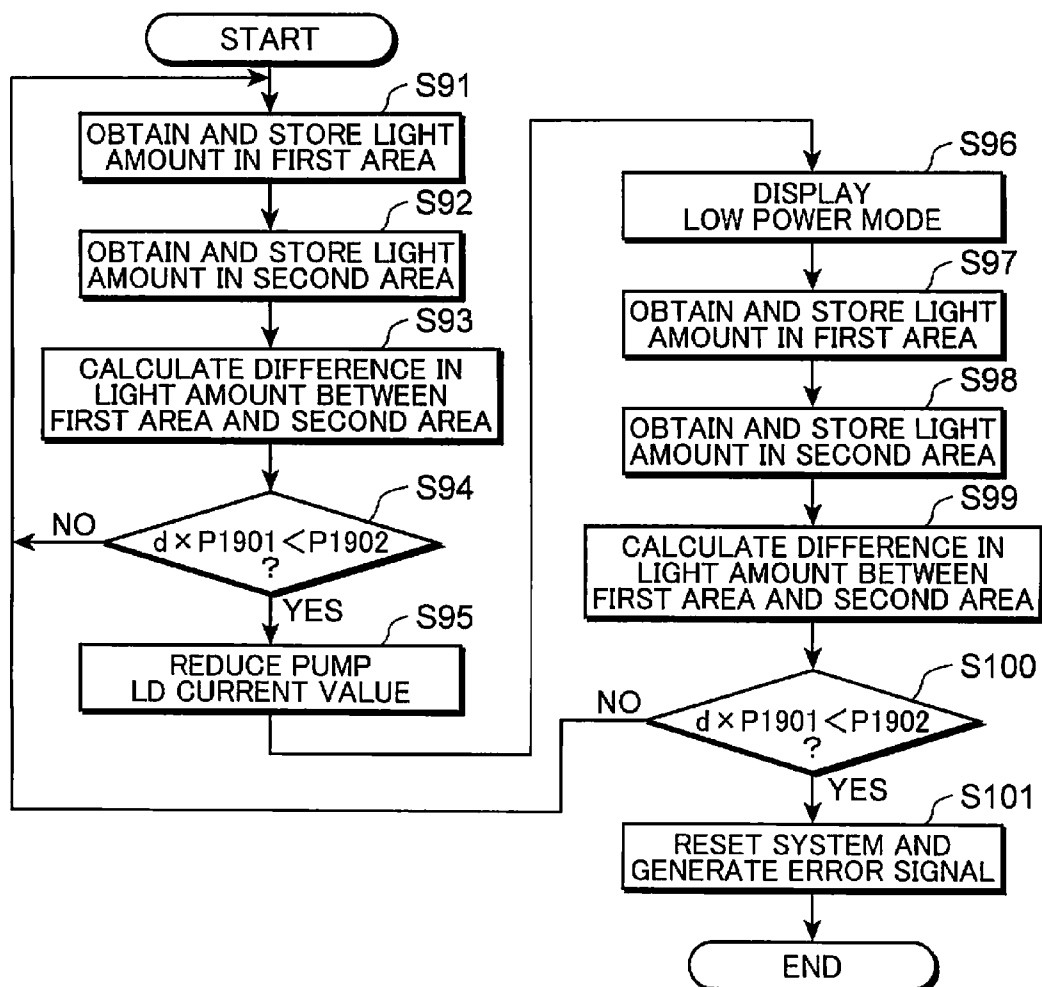 START
S91
OBTAIN AND STORE LIGHT
AMOUNT IN FIRST AREA
S92
OBTAIN AND STORE LIGHT
AMOUNT IN SECOND AREA
S93
CALCULATE DIFFERENCE IN
LIGHT AMOUNT BETWEEN
FIRST AREA AND SECOND AREA
S94
NO
d×P1901<P1902
?
YES
S95
REDUCE PUMP
LD CURRENT VALUE
S96
DISPLAY
LOW POWER MODE
S97
OBTAIN AND STORE LIGHT
AMOUNT IN FIRST AREA
S98
OBTAIN AND STORE LIGHT
AMOUNT IN SECOND AREA
S99
CALCULATE DIFFERENCE IN
LIGHT AMOUNT BETWEEN
FIRST AREA AND SECOND AREA
S100
NO
d×P1901<P1902
?
YES
S101
RESET SYSTEM AND
GENERATE ERROR SIGNAL
END